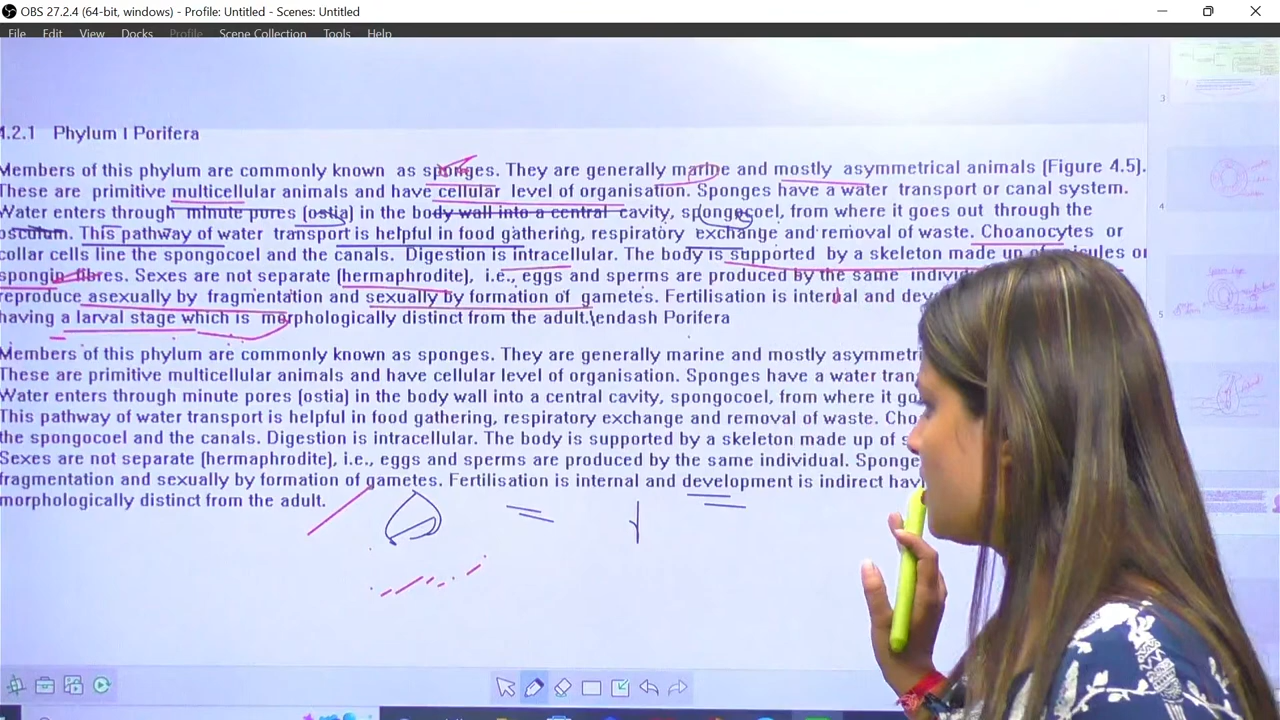 OBS 27.2.4 (64-bit, windows) - Profile: Untitled - Scenes: Untitled
File Edit View Docks Profile Scene Collection Tools Help
4.2.1 Phylum I Porifera
Members of this phylum are commonly known as sponges. They are generally marine and mostly asymmetrical animals (Figure 4.5).
These are primitive multicellular animals and have cellular level of organisation. Sponges have a water transport or canal system.
Water enters through minute pores (ostia) in the body wall into a central cavity, spongocoel, from where it goes out through the
osculum. This pathway of water transport is helpful in food gathering, respiratory exchange and removal of waste. Choanocytes or
collar cells line the spongocoel and the canals. Digestion is intracellular. The body is supported by a skeleton made up of spicules or
spongin fibres. Sexes are not separate (hermaphrodite), i.e., eggs and sperms are produced by the same
reproduce asexually by fragmentation and sexually by formation of gametes. Fertilisation is internal and
having a larval stage which is morphologically distinct from the adult.\endash Porifera
Members of this phylum are commonly known as sponges. They are generally marine and mostly
These are primitive multicellular animals and have cellular level of organisation. Sponges have a water
Water enters through minute pores (ostia) in the body wall into a central cavity, spongocoel, from where it
This pathway of water transport is helpful in food gathering, respiratory exchange and removal of waste.
the spongocoel and the canals. Digestion is intracellular. The body is supported by a skeleton made up of
Sexes are not separate (hermaphrodite), i.e., eggs and sperms are produced by the same individual.
fragmentation and sexually by formation of gametes. Fertilisation is internal and development is indirect
morphologically distinct from the adult.
3
4
5